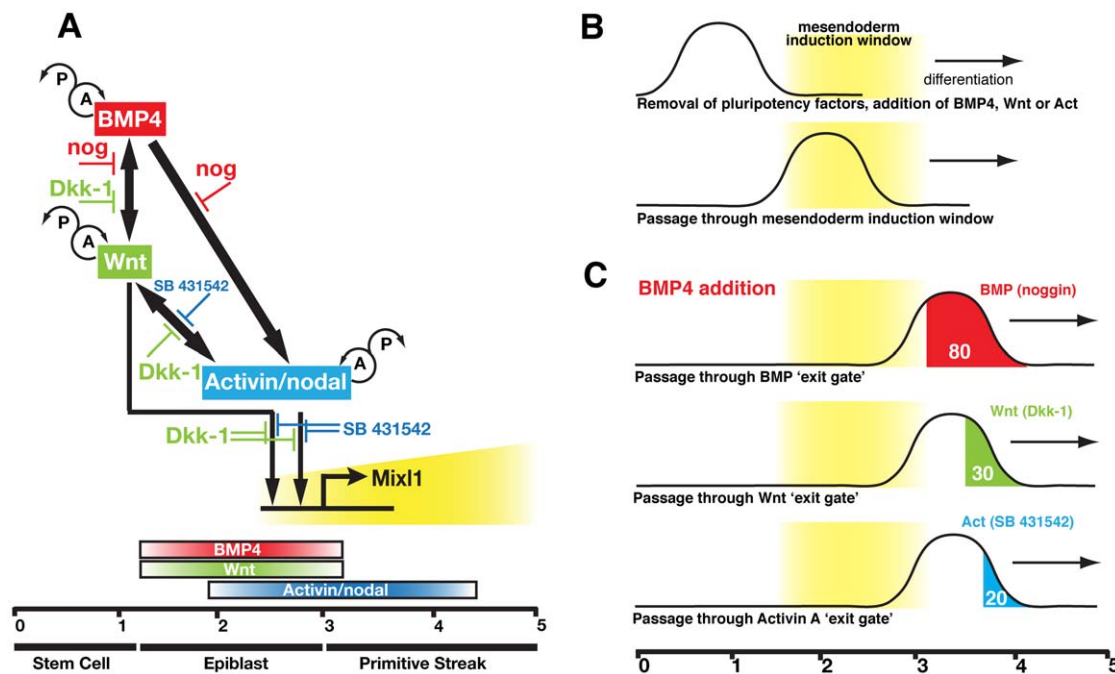 A
P
A
BMP4
nog
nog
Dkk-1
P
A
Wnt
SB 431542
P
A
Dkk-1
Activin/nodal
Dkk-1
SB 431542
Mixl1
BMP4
Wnt
Activin/nodal
0 1 2 3 4 5
Stem Cell Epiblast Primitive Streak
B
mesendoderm
induction window
differentiation
Removal of pluripotency factors, addition of BMP4, Wnt or Act
Passage through mesendoderm induction window
C
BMP4 addition
BMP (noggin)
80
Passage through BMP ‘exit gate’
Wnt (Dkk-1)
30
Passage through Wnt ‘exit gate’
Act (SB 431542)
20
Passage through Activin A ‘exit gate’
0 1 2 3 4 5